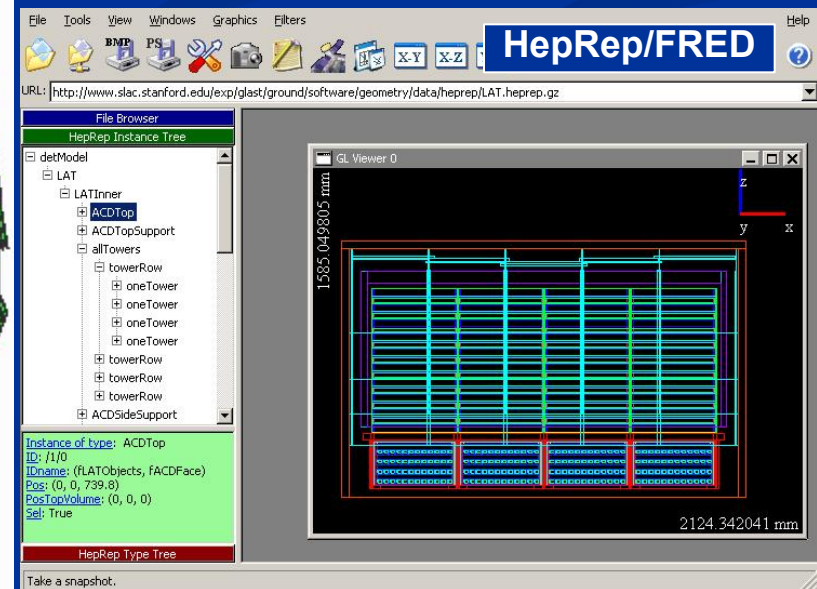 File Tools View Windows Graphics Filters Help
BMP PS X-Y X-Z
HepRep/FRED
URL: http://www.slac.stanford.edu/exp/glast/ground/software/geometry/data/heprep/LAT.heprep.gz
File Browser
HepRep Instance Tree
detModel
LAT
LATInner
ACDTop
ACDTopSupport
allTowers
towerRow
oneTower
oneTower
oneTower
oneTower
towerRow
towerRow
towerRow
ACDSideSupport
Instance of type: ACDTop
ID: /1/0
IDname: (fLATObjects, fACDFace)
Pos: (0, 0, 739.8)
PosTopVolume: (0, 0, 0)
Sel: True
HepRep Type Tree
GL Viewer 0
1585.049805 mm
z
y x
2124.342041 mm
Take a snapshot.